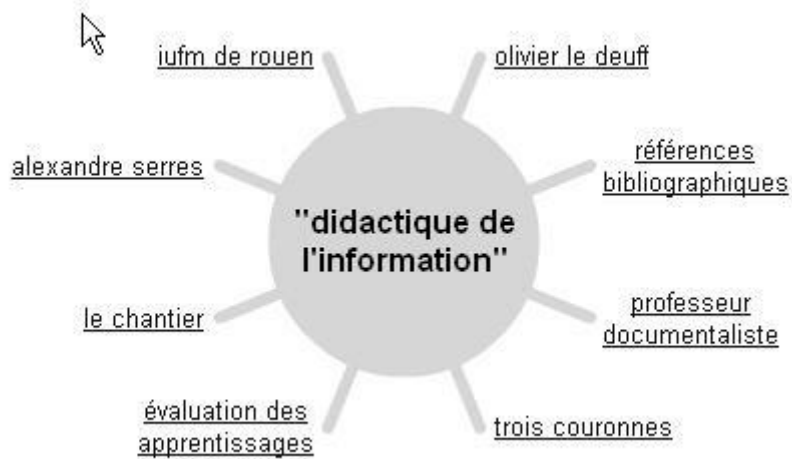 iufm de rouen
olivier le deuff
alexandre serres
références
bibliographiques
"didactique de
l'information"
le chantier
professeur
documentaliste
évaluation des
apprentissages
trois couronnes